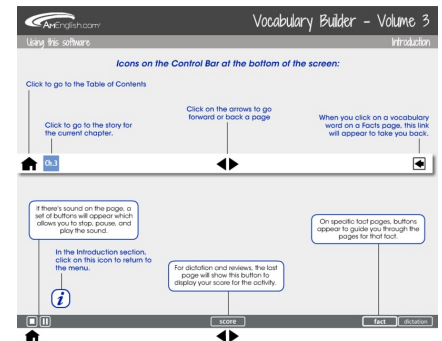 AMEnglish.com®
Vocabulary Builder - Volume 3
Using this software
Introduction
Icons on the Control Bar at the bottom of the screen:
Click to go to the Table of Contents
Click to go to the story for
the current chapter.
Click on the arrows to go
forward or back a page
When you click on a vocabulary
word on a Facts page, this link
will appear to take you back.
Ch.3
If there's sound on the page, a
set of buttons will appear which
allows you to stop, pause, and
play the sound.
In the Introduction section,
click on this icon to return to
the menu.
i
For dictation and reviews, the last
page will show this button to
display your score for the activity.
On specific fact pages, buttons
appear to guide you through the
pages for that fact.
score
fact
dictation